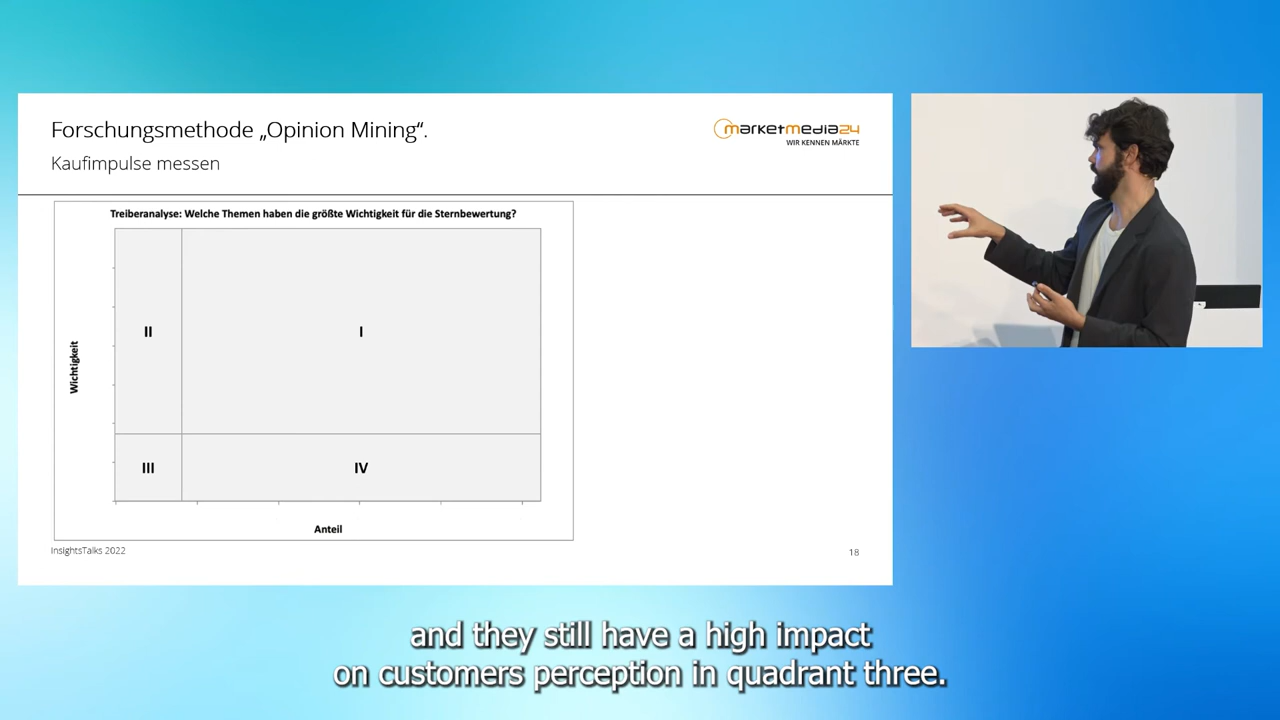 Forschungsmethode „Opinion Mining“.
Kaufimpulse messen
marketmedia24
WIR KENNEN MÄRKTE
Treiberanalyse: Welche Themen haben die größte Wichtigkeit für die Sternbewertung?
II
I
Wichtigkeit
III
IV
Anteil
InsightsTalks 2022
18
and they still have a high impact
on customers perception in quadrant three.